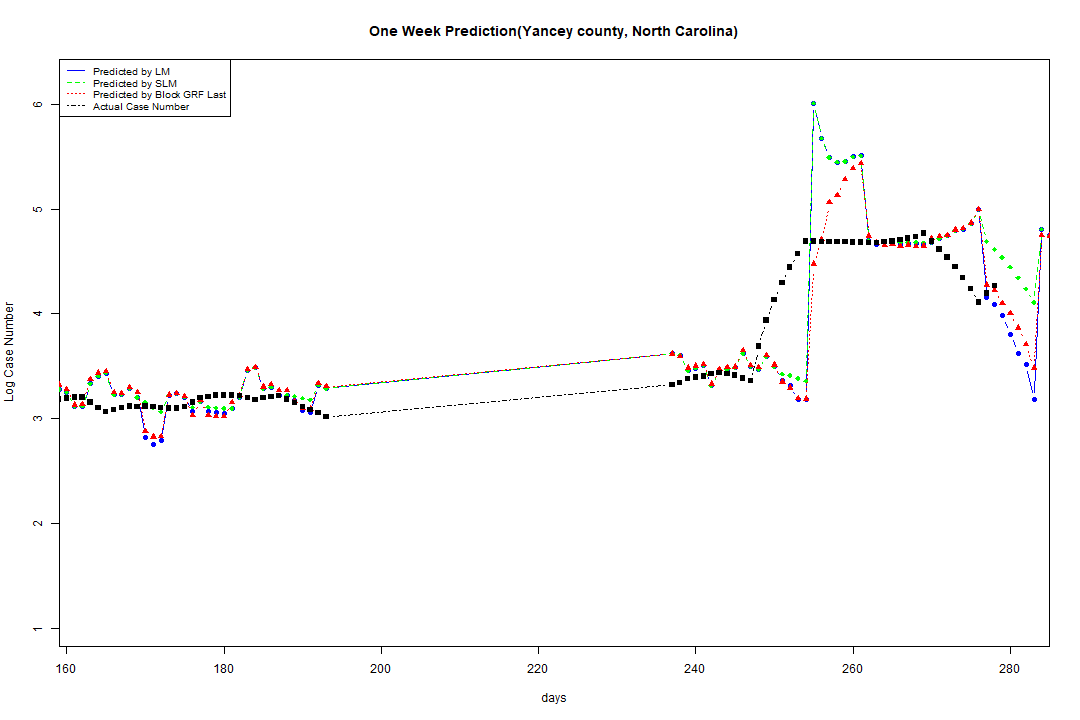 One Week Prediction(Yancey county, North Carolina)
Predicted by LM
Predicted by SLM
Predicted by Block GRF Last
Actual Case Number
6
5
4
3
2
1
Log Case Number
160 180 200 220 240 260 280
days